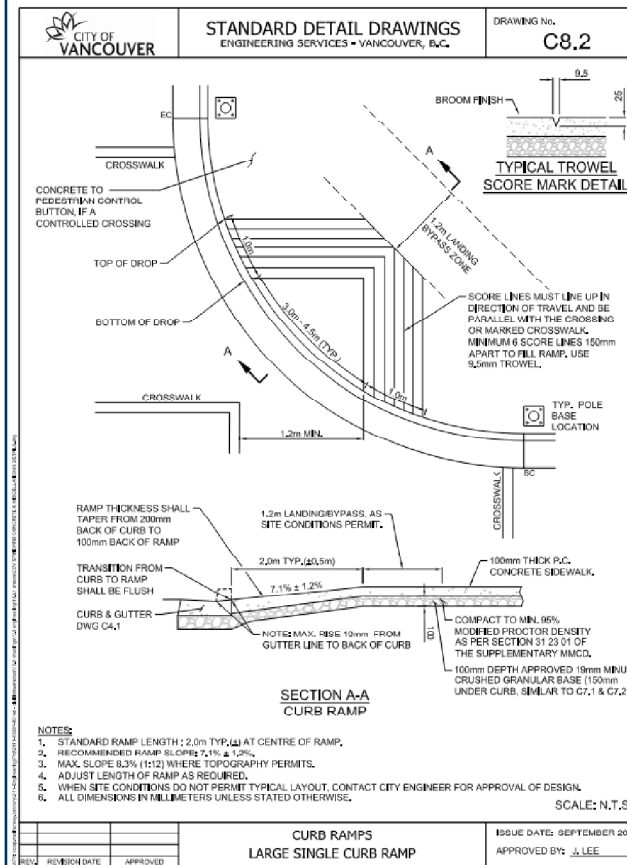 CITY OF
VANCOUVER
STANDARD DETAIL DRAWINGS
ENGINEERING SERVICES - VANCOUVER, B.C.
DRAWING No.
C8.2
9.5
25
BROOM FINISH
TYPICAL TROWEL
SCORE MARK DETAIL
EC
CROSSWALK
A
CONCRETE TO
PEDESTRIAN CONTROL
BUTTON, IF A
CONTROLLED CROSSING
1.2m LANDING
BYPASS ZONE
TOP OF DROP
1.0m
BOTTOM OF DROP
3.0m - 4.5m (TYP.)
SCORE LINES MUST LINE UP IN
DIRECTION OF TRAVEL AND BE
PARALLEL WITH THE CROSSING
OR MARKED CROSSWALK.
MINIMUM 6 SCORE LINES 150mm
APART TO FILL RAMP. USE
9.5mm TROWEL.
A
1.0m
CROSSWALK
1.2m MIN.
TYP. POLE
BASE
LOCATION
BC
CROSSWALK
RAMP THICKNESS SHALL
TAPER FROM 200mm
BACK OF CURB TO
100mm BACK OF RAMP
1.2m LANDING/BYPASS, AS
SITE CONDITIONS PERMIT.
2.0m TYP.(±0.5m)
TRANSITION FROM
CURB TO RAMP
SHALL BE FLUSH
7.1% ± 1.2%
100mm THICK P.C.
CONCRETE SIDEWALK.
CURB & GUTTER
DWG C4.1
NOTE: MAX. RISE 10mm FROM
GUTTER LINE TO BACK OF CURB
100
COMPACT TO MIN. 95%
MODIFIED PROCTOR DENSITY
AS PER SECTION 31 23 01 OF
THE SUPPLEMENTARY MMCD.
100mm DEPTH APPROVED 19mm MINU
CRUSHED GRANULAR BASE (150mm
UNDER CURB, SIMILAR TO C7.1 & C7.2
SECTION A-A
CURB RAMP
NOTES:
1. STANDARD RAMP LENGTH : 2.0m TYP.(±) AT CENTRE OF RAMP.
2. RECOMMENDED RAMP SLOPE: 7.1% ± 1.2%.
3. MAX. SLOPE 8.3% (1:12) WHERE TOPOGRAPHY PERMITS.
4. ADJUST LENGTH OF RAMP AS REQUIRED.
5. WHEN SITE CONDITIONS DO NOT PERMIT TYPICAL LAYOUT, CONTACT CITY ENGINEER FOR APPROVAL OF DESIGN.
6. ALL DIMENSIONS IN MILLIMETERS UNLESS STATED OTHERWISE.
SCALE: N.T.S
CURB RAMPS
LARGE SINGLE CURB RAMP
ISSUE DATE: SEPTEMBER 20
APPROVED BY: J. LEE
REV. REVISION DATE APPROVED